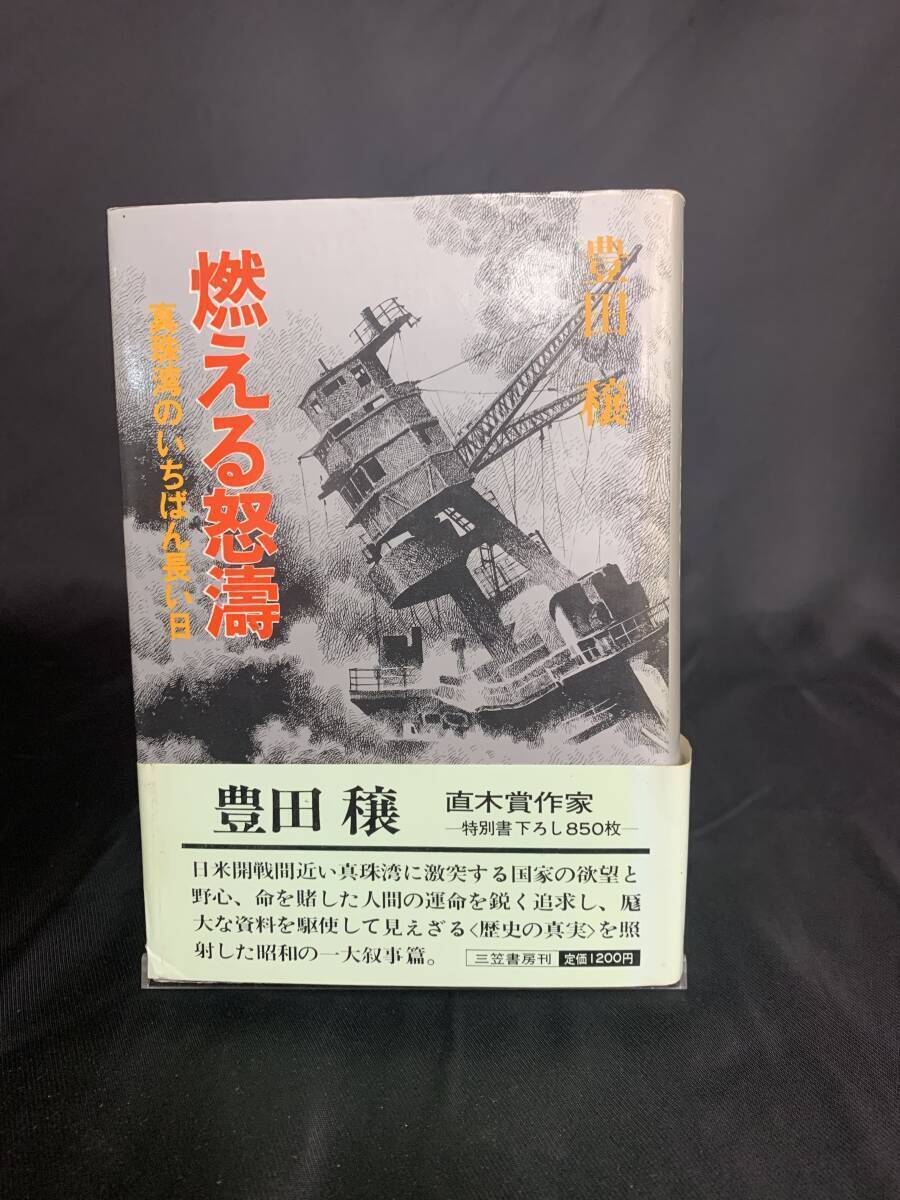 豊田 穣
燃える怒濤
真珠湾のいちばん長い日
豊田 穣
直木賞作家
―特別書下ろし850枚―
日米開戦間近い真珠湾に激突する国家の欲望と
野心、命を賭した人間の運命を鋭く追求し、厖
大な資料を駆使して見えざる〈歴史の真実〉を照
射した昭和の一大叙事篇。
三笠書房刊 定価1200円